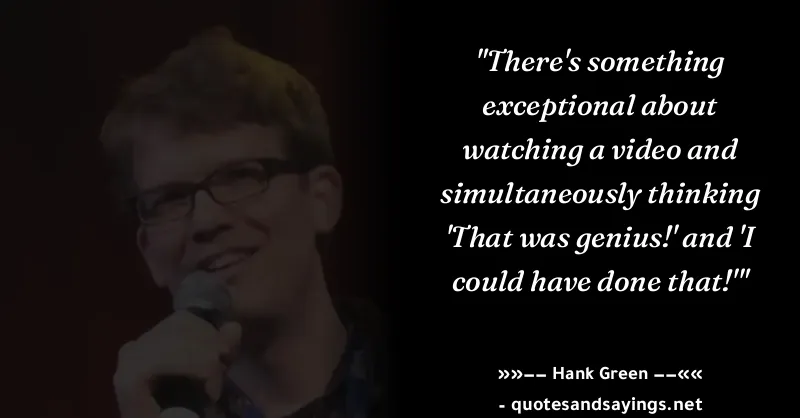 "There's something
exceptional about
watching a video and
simultaneously thinking
'That was genius!' and 'I
could have done that!'"
»»−− Hank Green −−««
- quotesandsayings.net